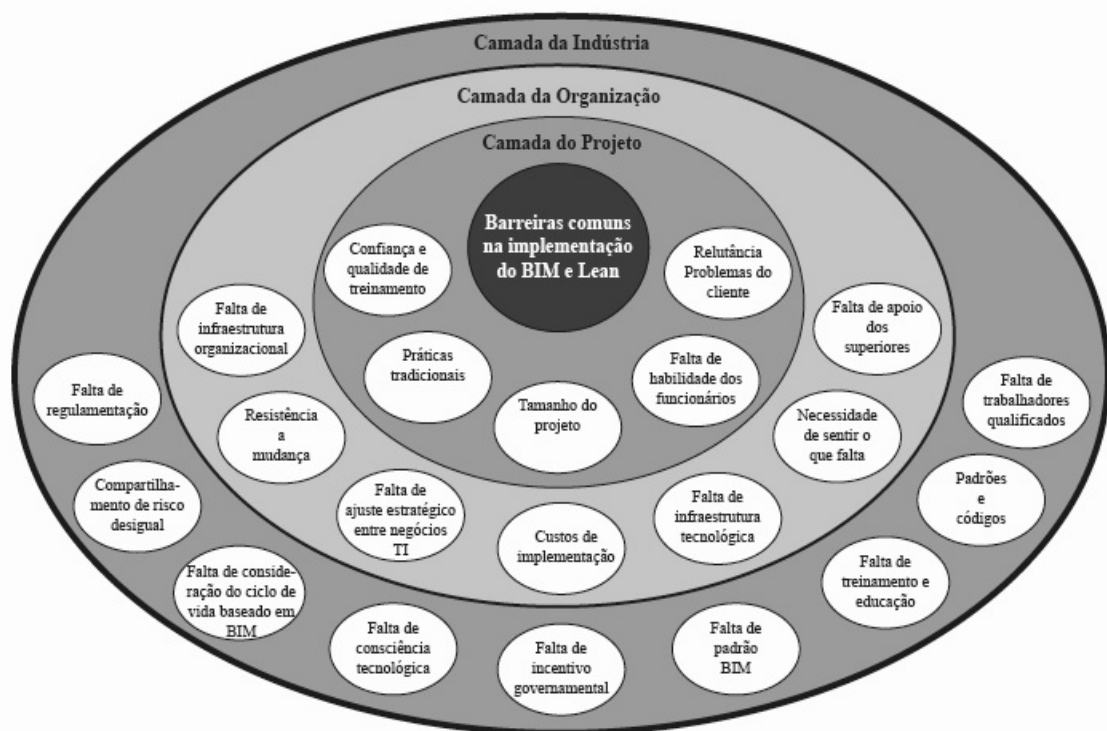 Camada da Indústria
Camada da Organização
Camada do Projeto
Barreiras comuns
na implementação
do BIM e Lean
Confiança e
qualidade de
treinamento
Relutância
Problemas do
cliente
Práticas
tradicionais
Tamanho do
projeto
Falta de
habilidade dos
funcionários
Falta de
infraestrutura
organizacional
Resistência
a
mudança
Falta de
ajuste estratégico
entre negócios
TI
Custos de
implementação
Falta de
infraestrutura
tecnológica
Necessidade
de sentir o
que falta
Falta de apoio
dos
superiores
Falta de
regulamentação
Compartilha-
mento de risco
desigual
Falta de conside-
ração do ciclo de
vida baseado em
BIM
Falta de
consciência
tecnológica
Falta de
incentivo
governamental
Falta de
padrão
BIM
Falta de
treinamento e
educação
Padrões
e
códigos
Falta de
trabalhadores
qualificados